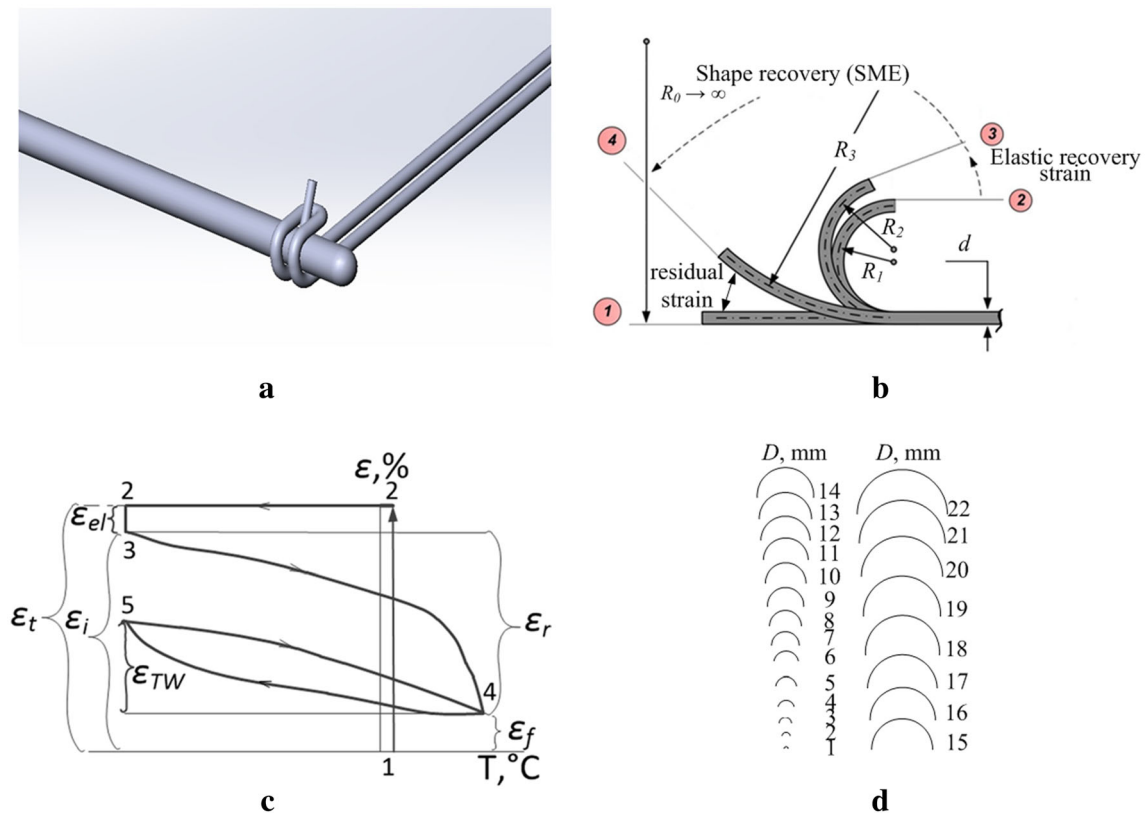 Shape recovery (SME)
R0 → ∞
4
3
R3
Elastic recovery
strain
2
R2
R1
d
residual
strain
1
a
b
ε,%
2
2
εel
3
εt
εi
5
εr
εTW
4
εf
1
T,°C
c
D, mm
D, mm
14
13
12
11
10
9
8
7
6
5
4
3
2
1
22
21
20
19
18
17
16
15
d